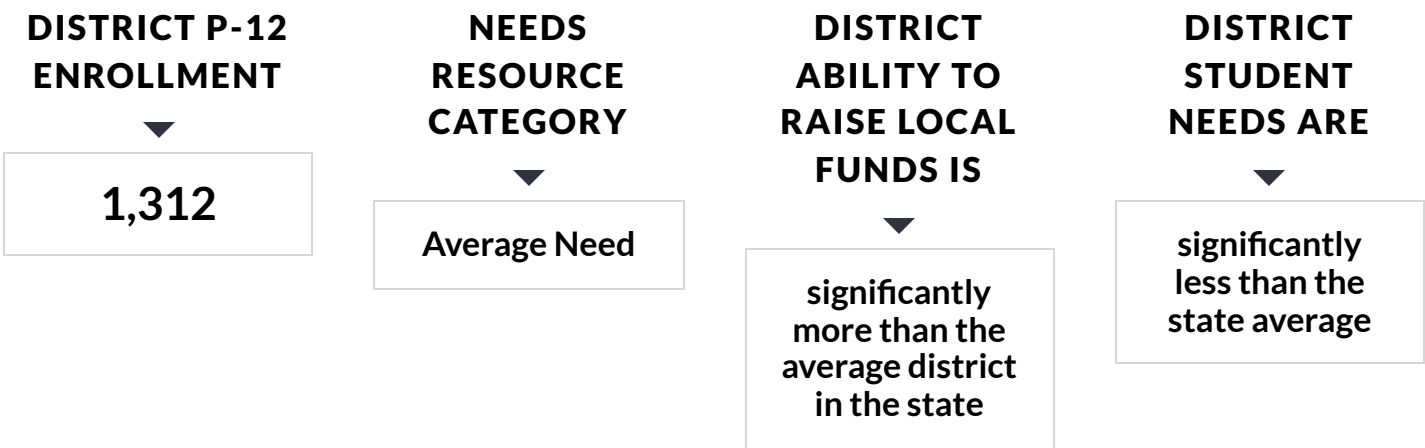 DISTRICT P-12
ENROLLMENT
1,312
NEEDS
RESOURCE
CATEGORY
Average Need
DISTRICT
ABILITY TO
RAISE LOCAL
FUNDS IS
significantly
more than the
average district
in the state
DISTRICT
STUDENT
NEEDS ARE
significantly
less than the
state average